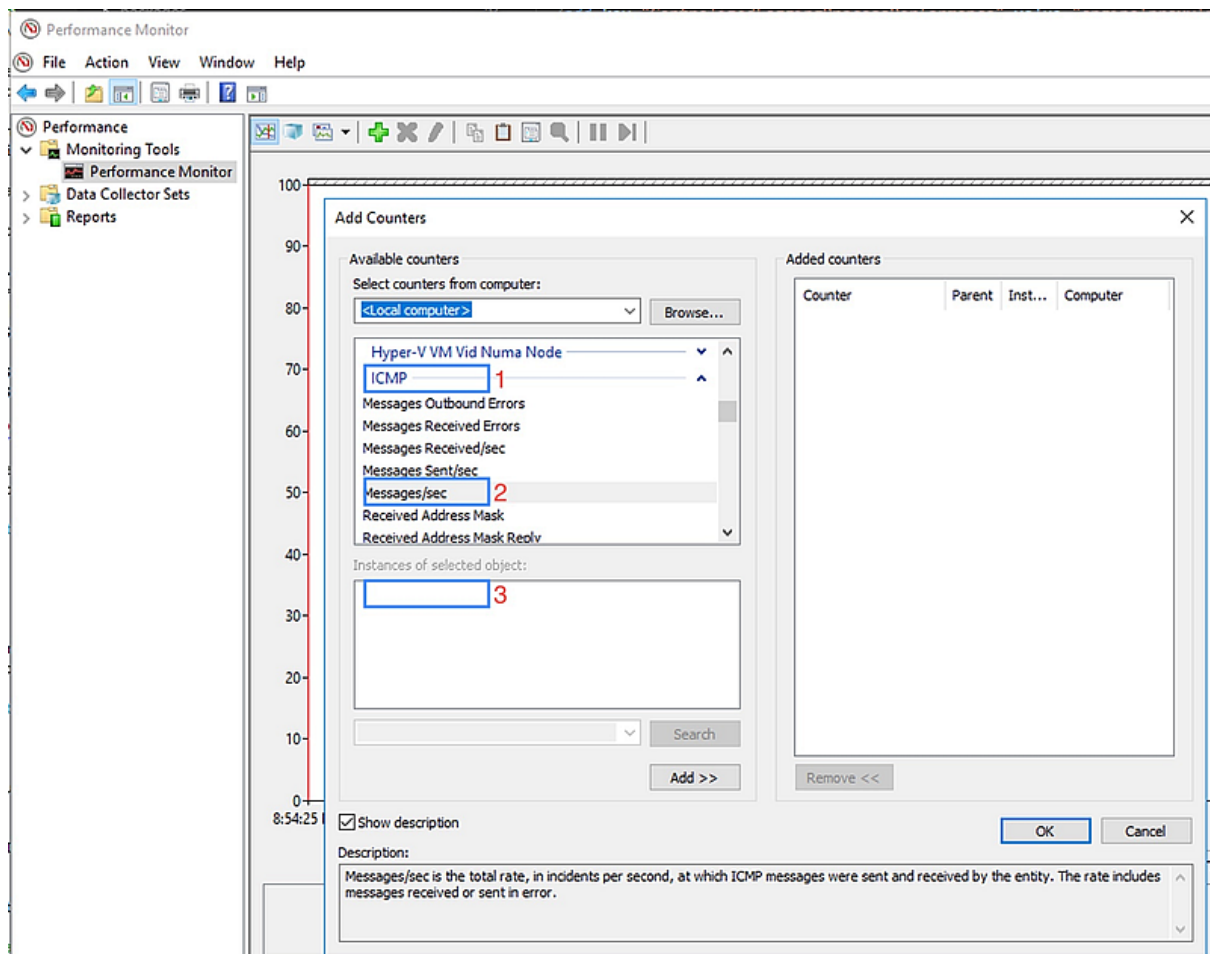 Performance Monitor
File Action View Window Help
Performance
Monitoring Tools
Performance Monitor
Data Collector Sets
Reports
100
90
80
70
60
50
40
30
20
10
0
8:54:25
Add Counters
Available counters
Select counters from computer:
<Local computer>
Browse...
Hyper-V VM Vid Numa Node
ICMP 1
Messages Outbound Errors
Messages Received Errors
Messages Received/sec
Messages Sent/sec
Messages/sec 2
Received Address Mask
Received Address Mask Reply
Instances of selected object:
3
Search
Add >>
Added counters
Counter Parent Inst... Computer
Remove <<
Show description
OK Cancel
Description:
Messages/sec is the total rate, in incidents per second, at which ICMP messages were sent and received by the entity. The rate includes
messages received or sent in error.